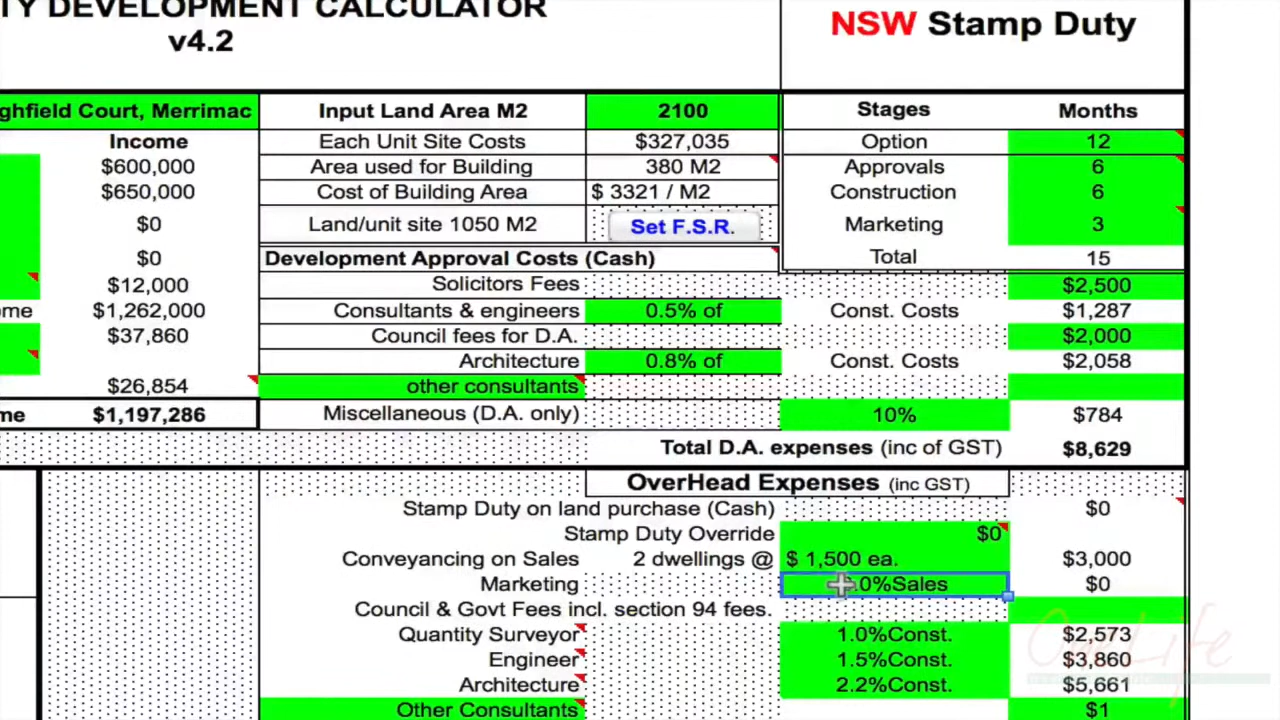 TY DEVELOPMENT CALCULATOR
v4.2
NSW Stamp Duty
ghfield Court, Merrimac Input Land Area M2 2100 Stages Months
Income Each Unit Site Costs $327,035 Option 12
$600,000 Area used for Building 380 M2 Approvals 6
$650,000 Cost of Building Area $ 3321 / M2 Construction 6
$0 Land/unit site 1050 M2 Set F.S.R. Marketing 3
$0 Development Approval Costs (Cash) Total 15
$12,000 Solicitors Fees $2,500
me $1,262,000 Consultants & engineers 0.5% of Const. Costs $1,287
$37,860 Council fees for D.A. $2,000
Architecture 0.8% of Const. Costs $2,058
$26,854 other consultants
me $1,197,286 Miscellaneous (D.A. only) 10% $784
Total D.A. expenses (inc of GST) $8,629
OverHead Expenses (inc GST)
Stamp Duty on land purchase (Cash) $0
Stamp Duty Override $0
Conveyancing on Sales 2 dwellings @ $ 1,500 ea. $3,000
Marketing .0%Sales $0
Council & Govt Fees incl. section 94 fees.
Quantity Surveyor 1.0%Const. $2,573
Engineer 1.5%Const. $3,860
Architecture 2.2%Const. $5,661
Other Consultants $1